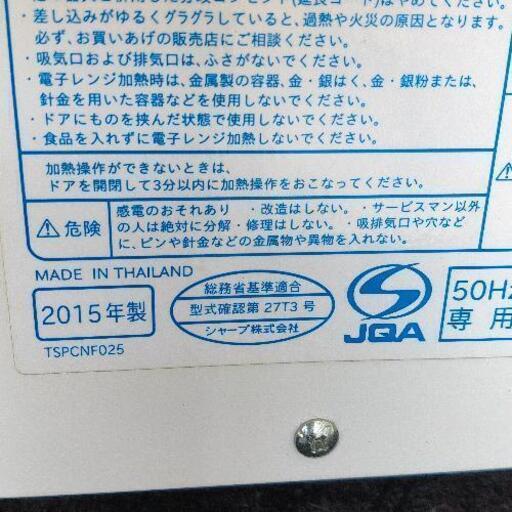 ・差し込みがゆるくグラグラしていると、過熱や火災の原因となります。
必ず、お買いあげの販売店にご相談ください。
・吸気口および排気口は、ふさがないでください。
・電子レンジ加熱時は、金属製の容器、金・銀はく、金・銀粉または、
針金を用いた容器などを使用しないでください。
・ドアにものを挟んだ状態で使用しないでください。
・食品を入れずに電子レンジ加熱しないでください。
加熱操作ができないときは、
ドアを開閉して3分以内に加熱操作をおこなってください。
危険
感電のおそれあり ・改造はしない。・サービスマン以外
の人は絶対に分解・修理はしない。・吸排気口や穴など
に、ピンや針金などの金属物や異物を入れない。
MADE IN THAILAND
2015年製
TSPCNF025
総務省基準適合
型式確認第 27T3 号
シャープ株式会社
JQA
50Hz
専用